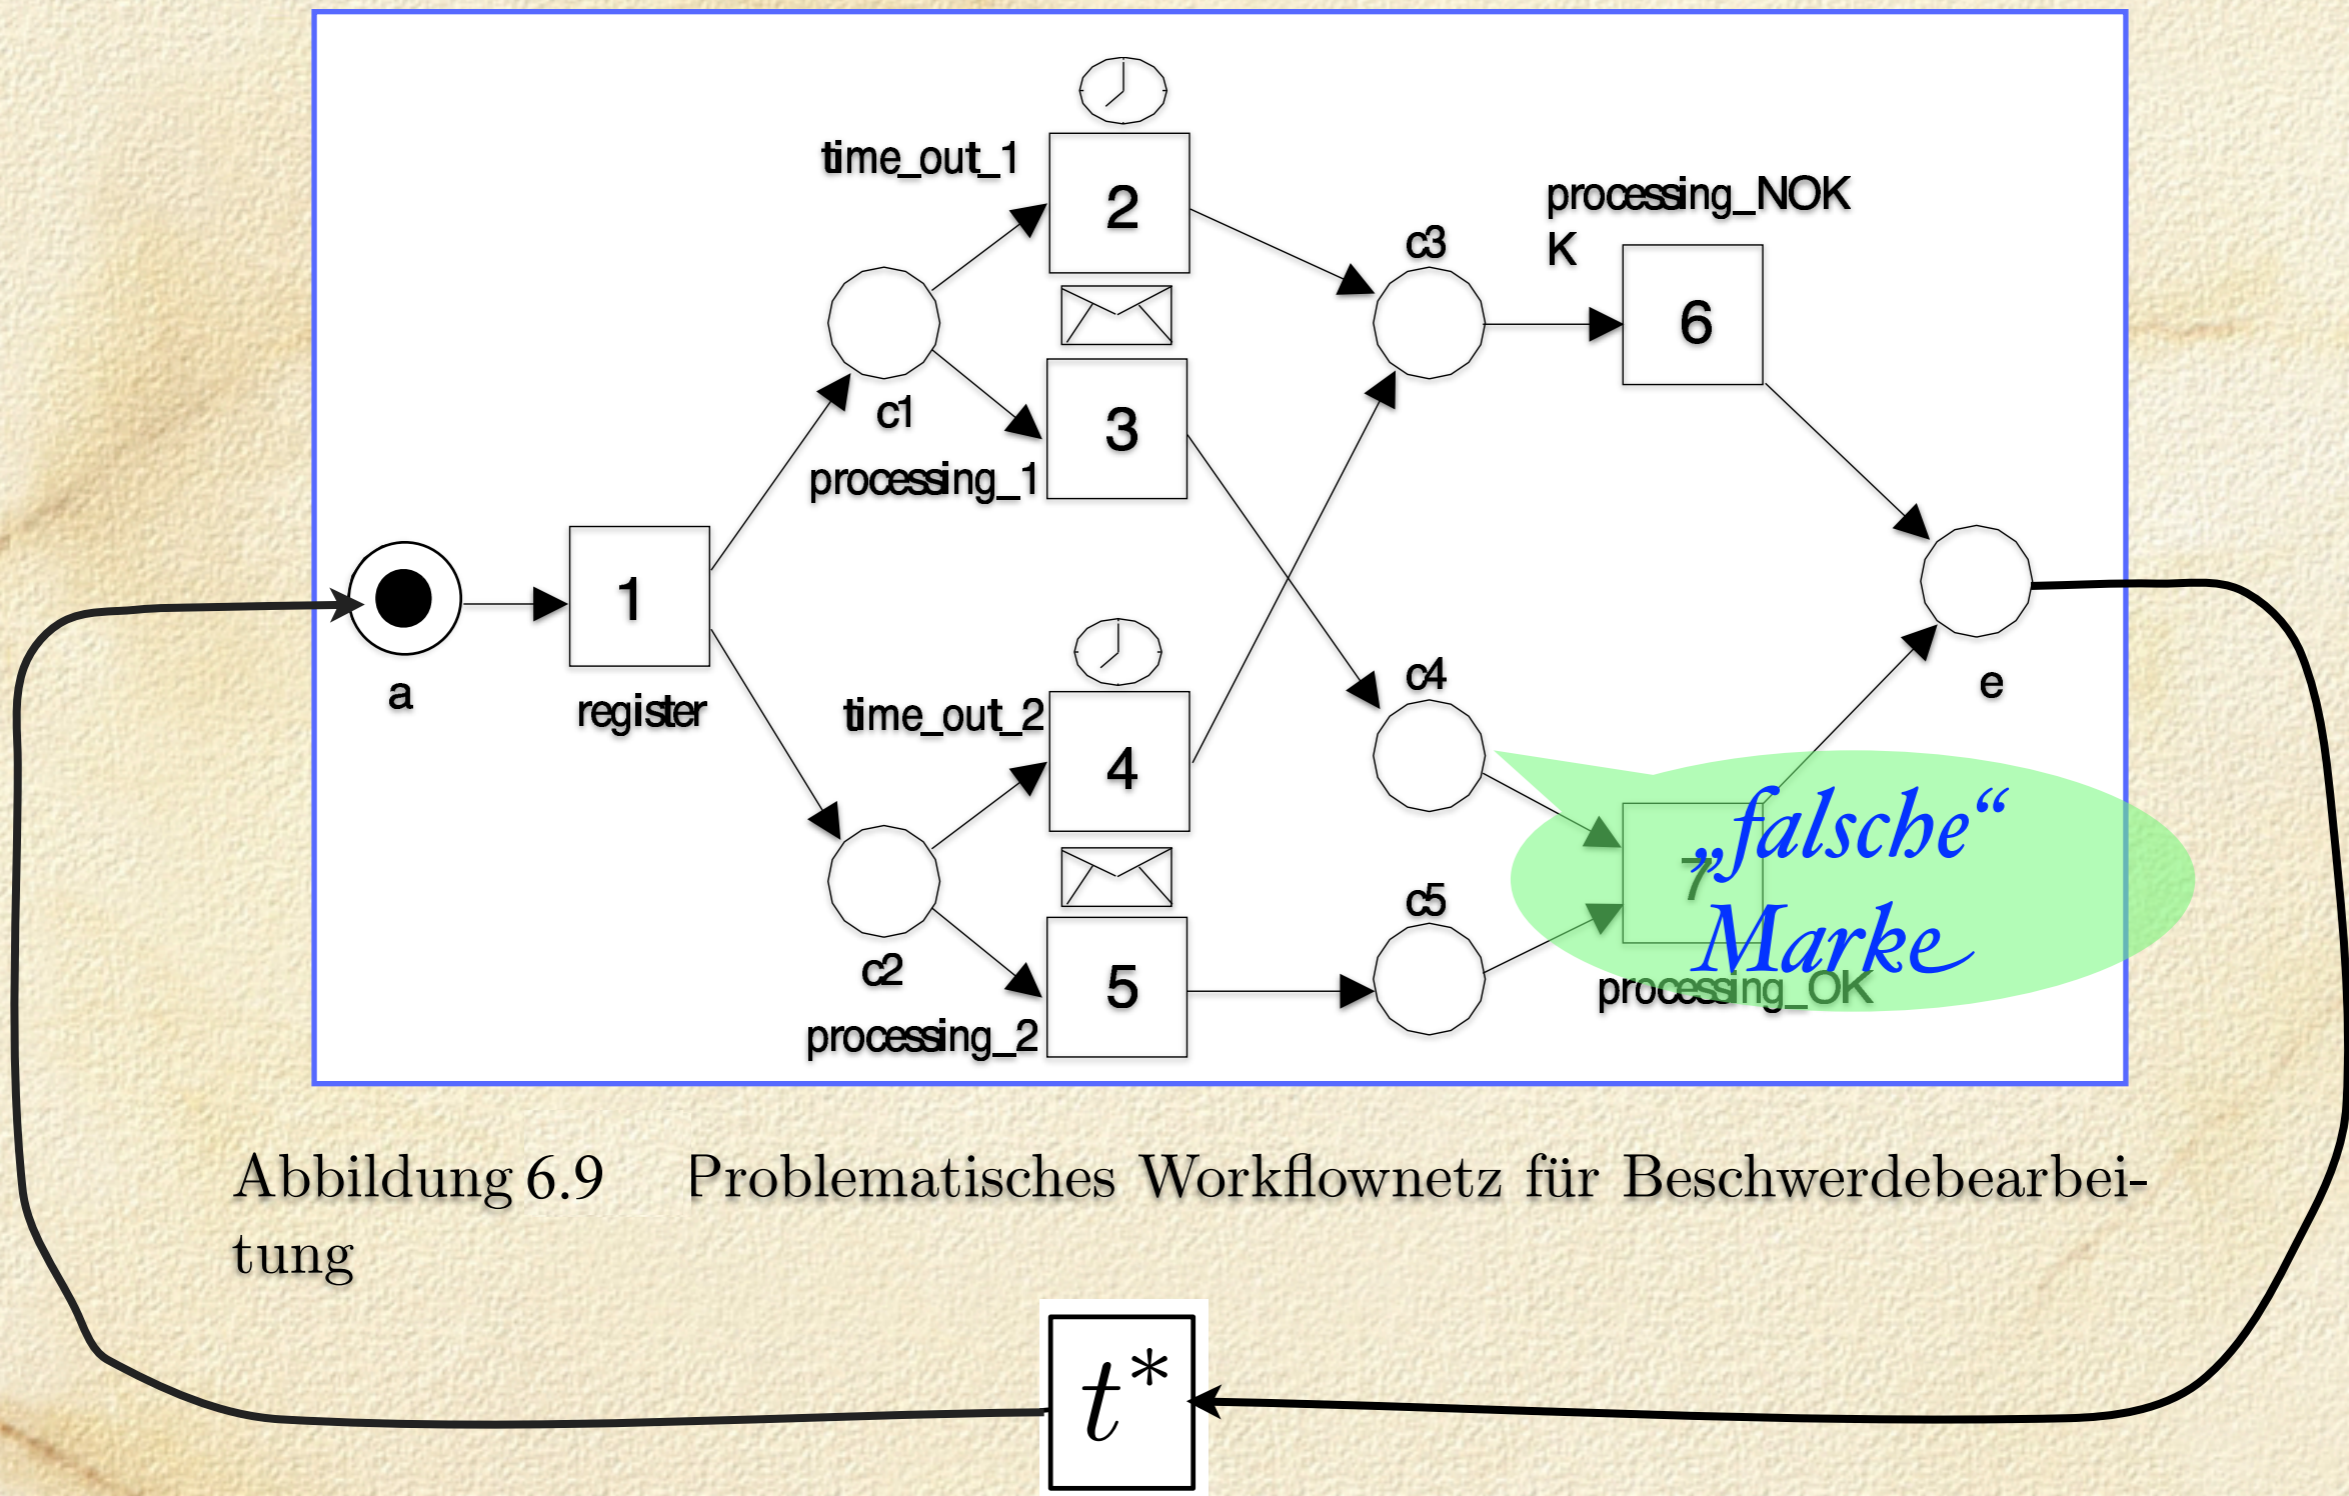 time_out_1
2
processing_NOK
K
c3
6
c1
3
processing_1
1
a
register
c4
e
time_out_2
4
„falsche“
7
Marke
c5
c2
5
processing_OK
processing_2
Abbildung 6.9 Problematisches Workflownetz für Beschwerdebearbei-
tung
t*